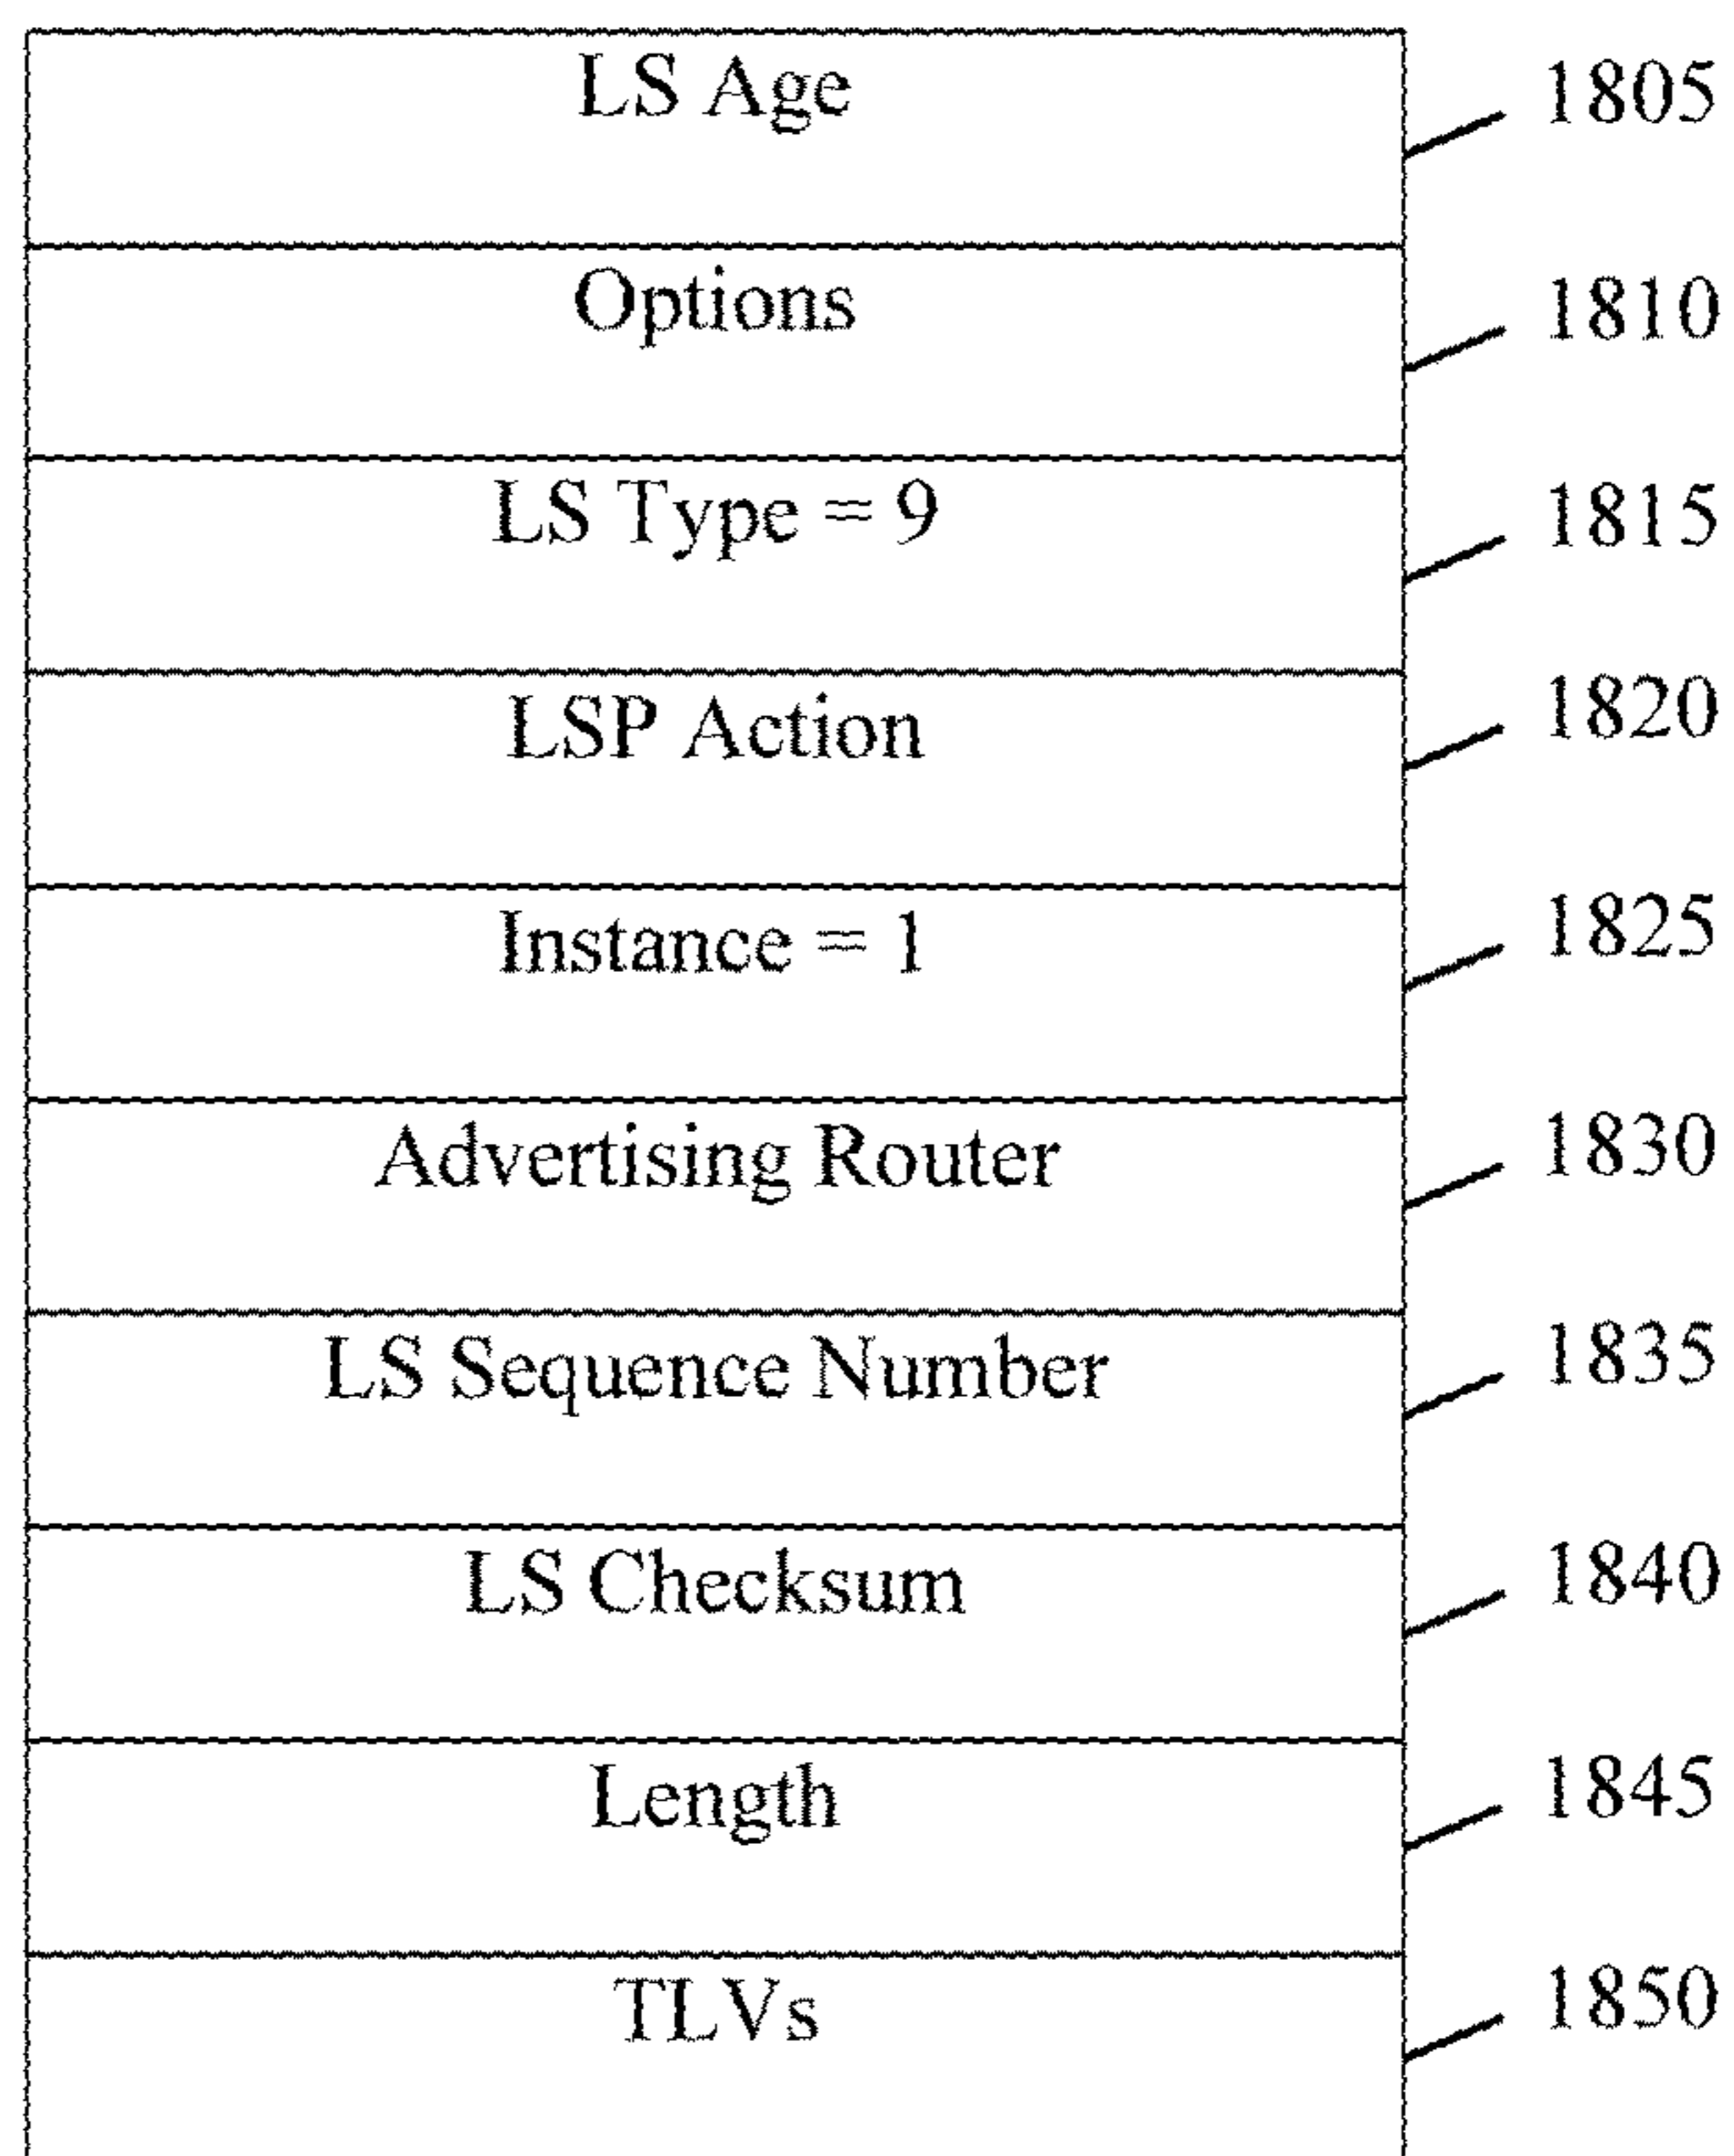 LS Age 1805
Options 1810
LS Type = 9 1815
LSP Action 1820
Instance = 1 1825
Advertising Router 1830
LS Sequence Number 1835
LS Checksum 1840
Length 1845
TLVs 1850